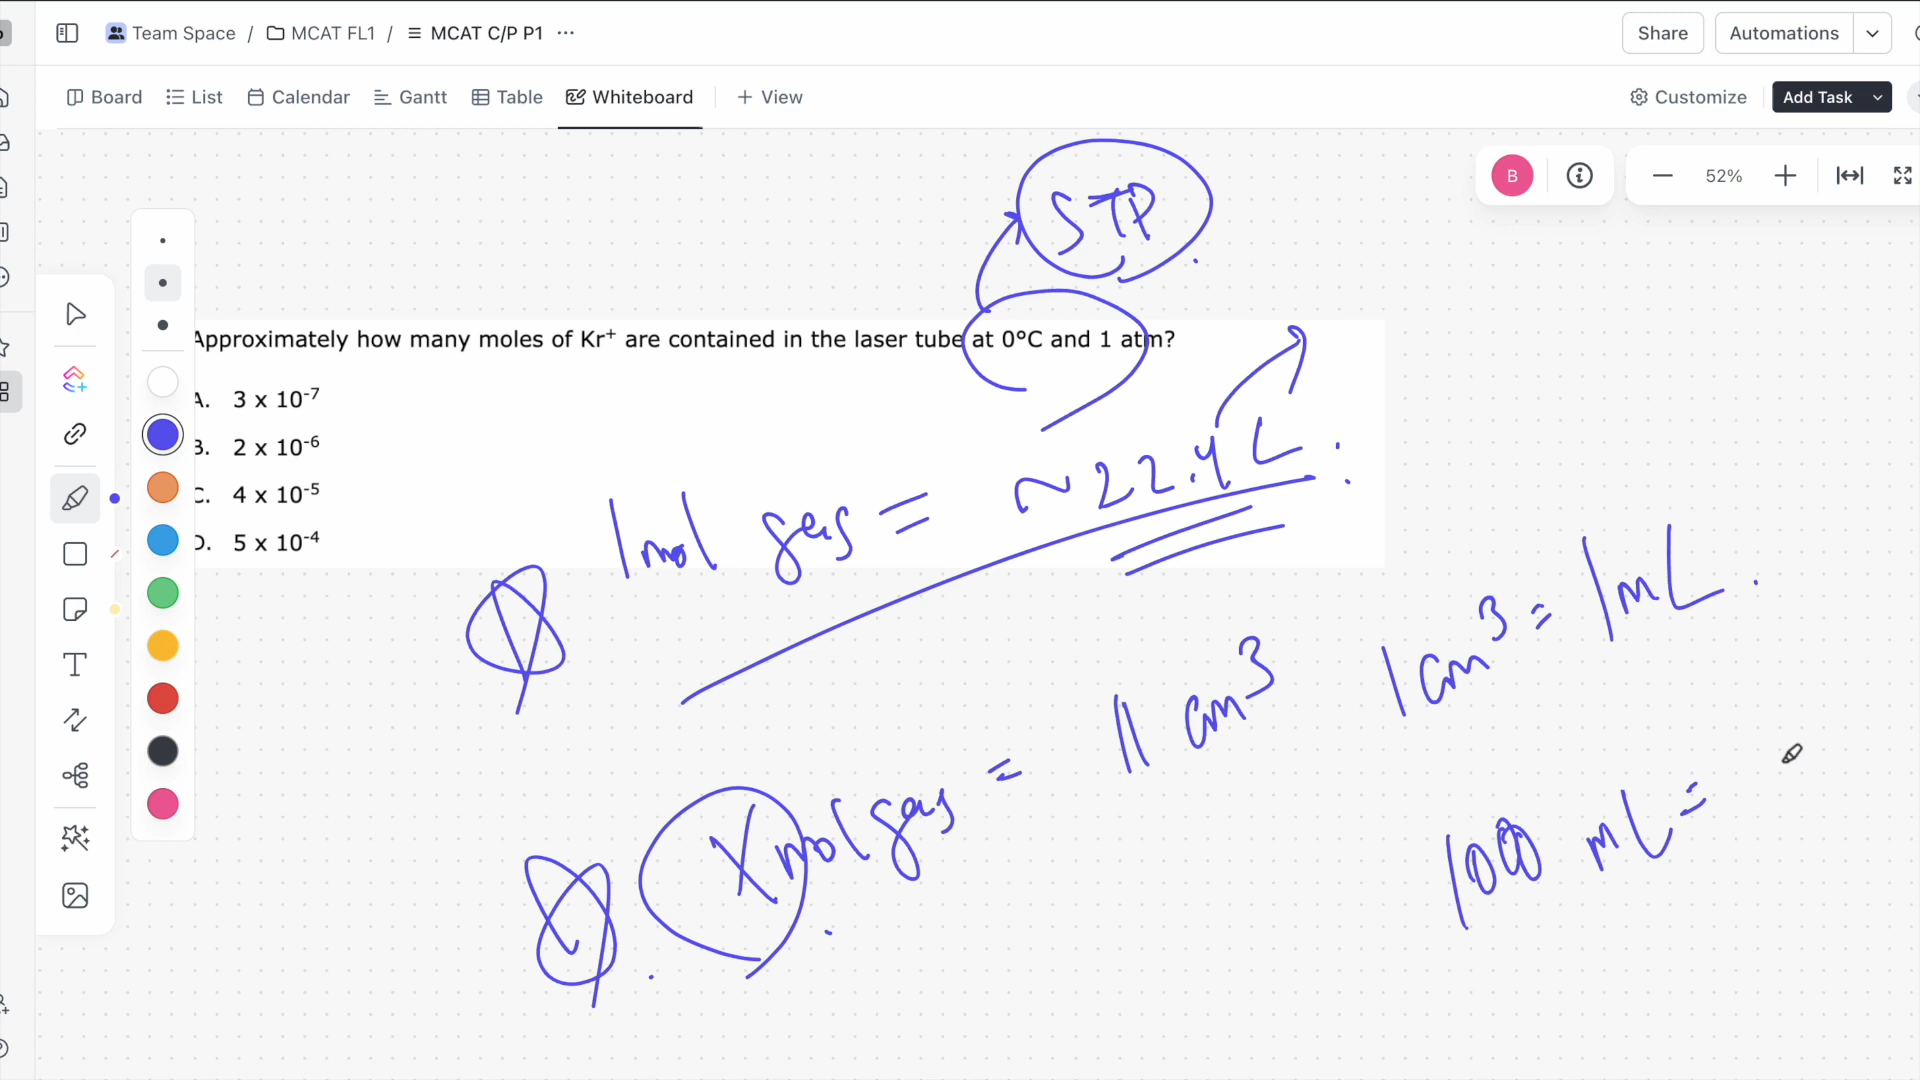 Team Space / MCAT FL1 / MCAT C/P P1 ...
Share
Automations
Board
List
Calendar
Gantt
Table
Whiteboard
+ View
Customize
Add Task
B
52%
STP
Approximately how many moles of Kr+ are contained in the laser tube at 0°C and 1 atm?
A. 3 x 10-7
B. 2 x 10-6
C. 4 x 10-5
D. 5 x 10-4
1 mol gas = ~22.4 L
X mol gas = 11 cm3
1 cm3 = 1 mL.
1000 mL =